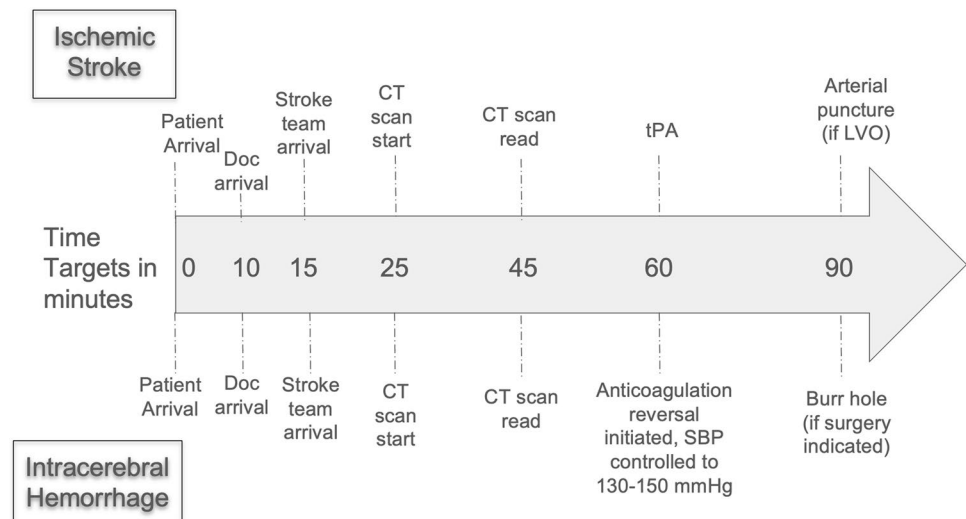 Ischemic
Stroke
Patient
Arrival
Doc
arrival
Stroke
team
arrival
CT
scan
start
CT scan
read
tPA
Arterial
puncture
(if LVO)
Time
Targets in
minutes
0 10 15 25 45 60 90
Patient
Arrival
Doc
arrival
Stroke
team
arrival
CT
scan
start
CT scan
read
Anticoagulation
reversal
initiated, SBP
controlled to
130-150 mmHg
Burr hole
(if surgery
indicated)
Intracerebral
Hemorrhage